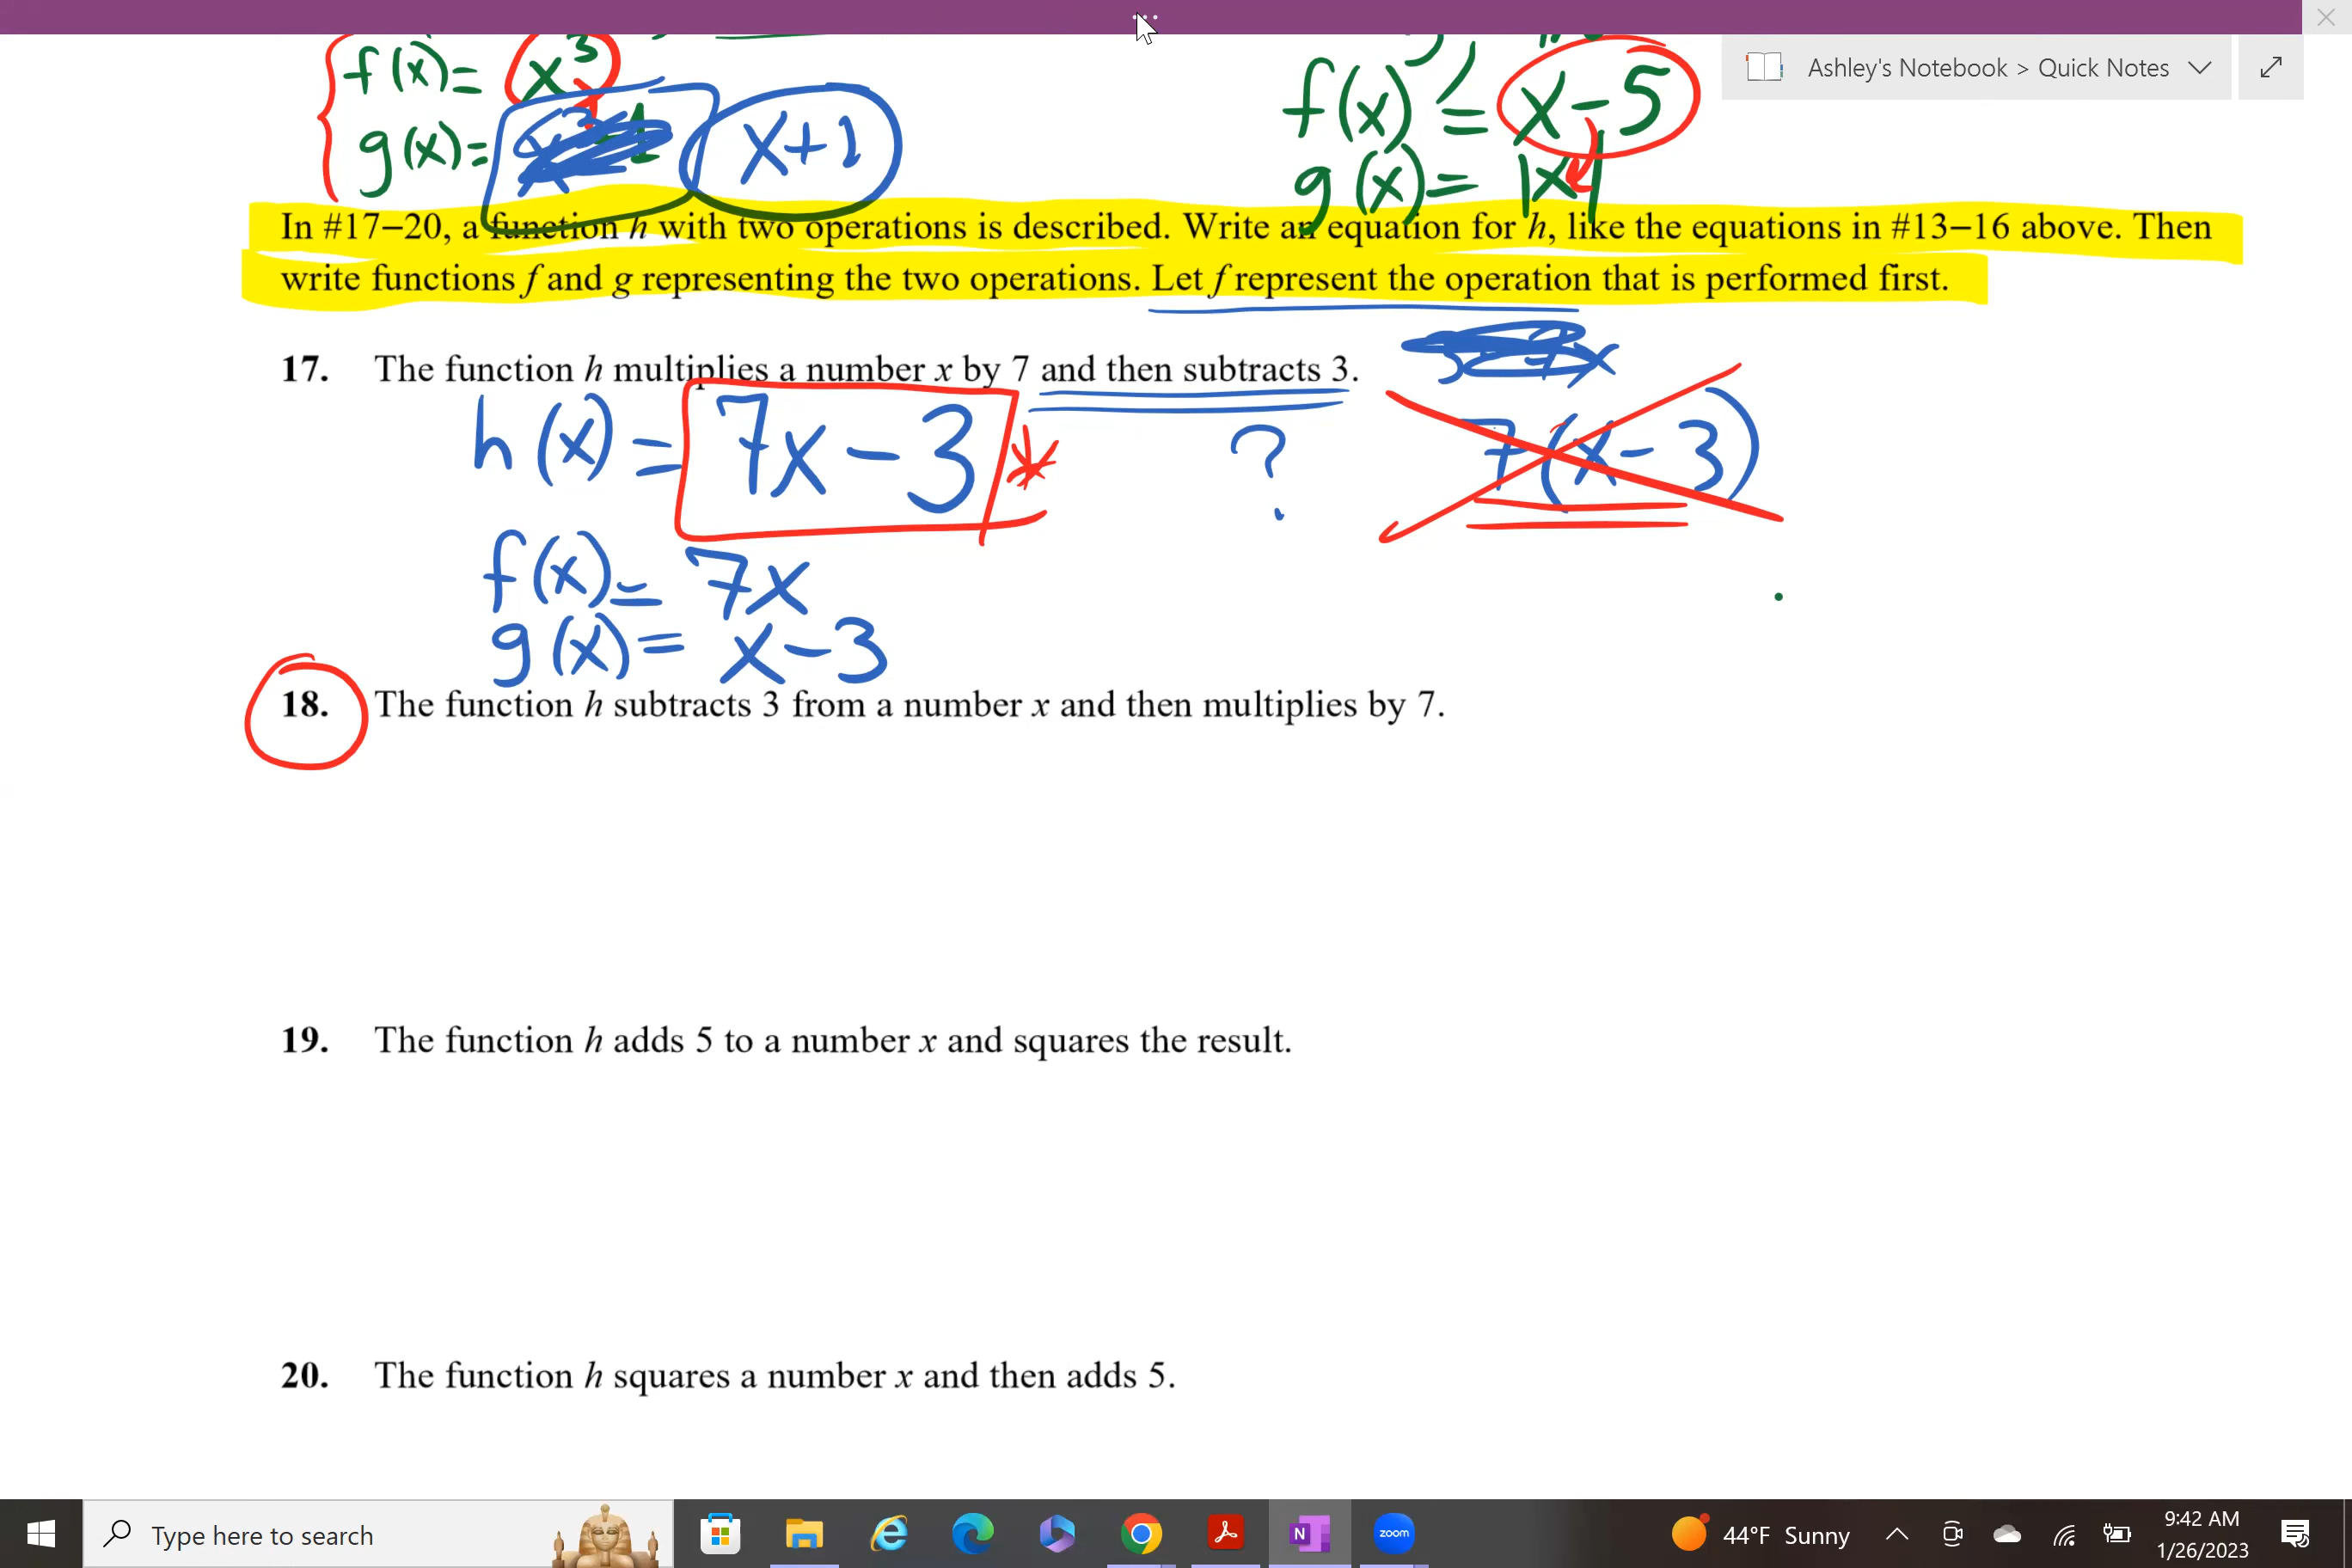 f(x)= x³
g(x)= x+1
f(x) = x-5
g(x)= |x|
Ashley's Notebook > Quick Notes
In #17–20, a function h with two operations is described. Write an equation for h, like the equations in #13–16 above. Then
write functions f and g representing the two operations. Let f represent the operation that is performed first.
17. The function h multiplies a number x by 7 and then subtracts 3.
h(x) = 7x-3 * ? 7(x-3)
f(x)= 7x
g(x)= x-3
18. The function h subtracts 3 from a number x and then multiplies by 7.
19. The function h adds 5 to a number x and squares the result.
20. The function h squares a number x and then adds 5.
Type here to search
N
zoom
44°F Sunny
9:42 AM
1/26/2023